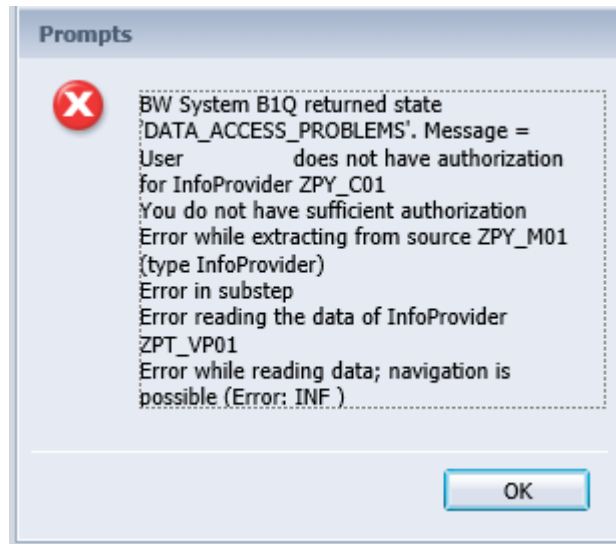 Prompts
BW System B1Q returned state
'DATA_ACCESS_PROBLEMS'. Message =
User does not have authorization
for InfoProvider ZPY_C01
You do not have sufficient authorization
Error while extracting from source ZPY_M01
(type InfoProvider)
Error in substep
Error reading the data of InfoProvider
ZPT_VP01
Error while reading data; navigation is
possible (Error: INF )
OK